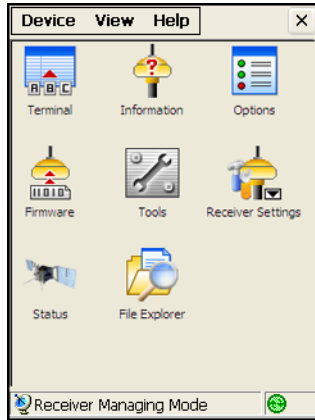 Device View Help
Terminal Information Options
Firmware Tools Receiver Settings
Status File Explorer
Receiver Managing Mode